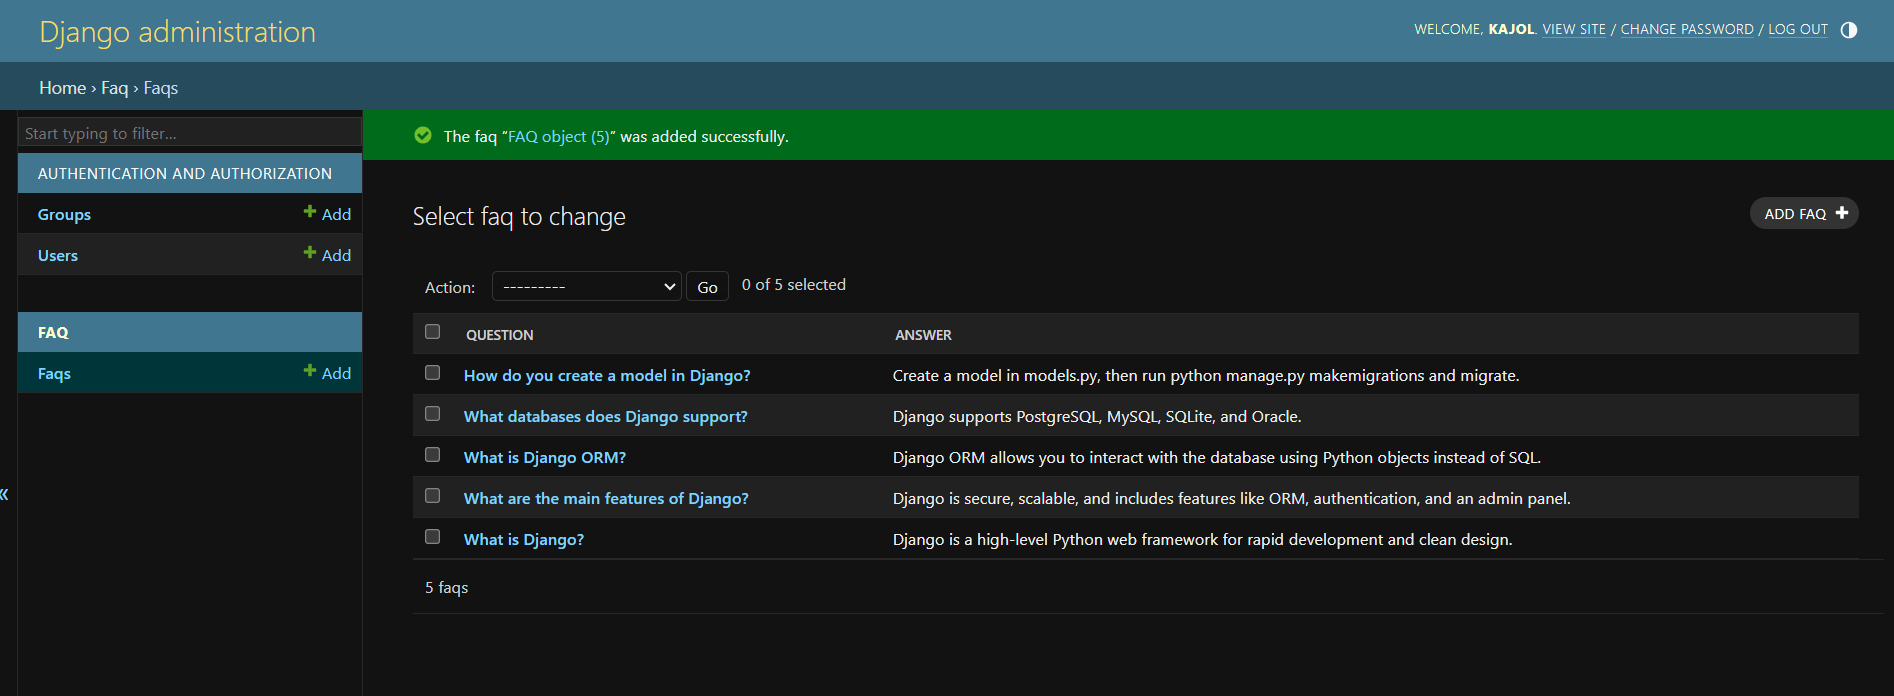 Django administration
WELCOME, KAJOL. VIEW SITE / CHANGE PASSWORD / LOG OUT
Home › Faq › Faqs
Start typing to filter...
AUTHENTICATION AND AUTHORIZATION
Groups
Add
Users
Add
FAQ
Faqs
Add
«
The faq “FAQ object (5)” was added successfully.
Select faq to change
ADD FAQ
Action: --------- Go 0 of 5 selected
QUESTION ANSWER
How do you create a model in Django? Create a model in models.py, then run python manage.py makemigrations and migrate.
What databases does Django support? Django supports PostgreSQL, MySQL, SQLite, and Oracle.
What is Django ORM? Django ORM allows you to interact with the database using Python objects instead of SQL.
What are the main features of Django? Django is secure, scalable, and includes features like ORM, authentication, and an admin panel.
What is Django? Django is a high-level Python web framework for rapid development and clean design.
5 faqs